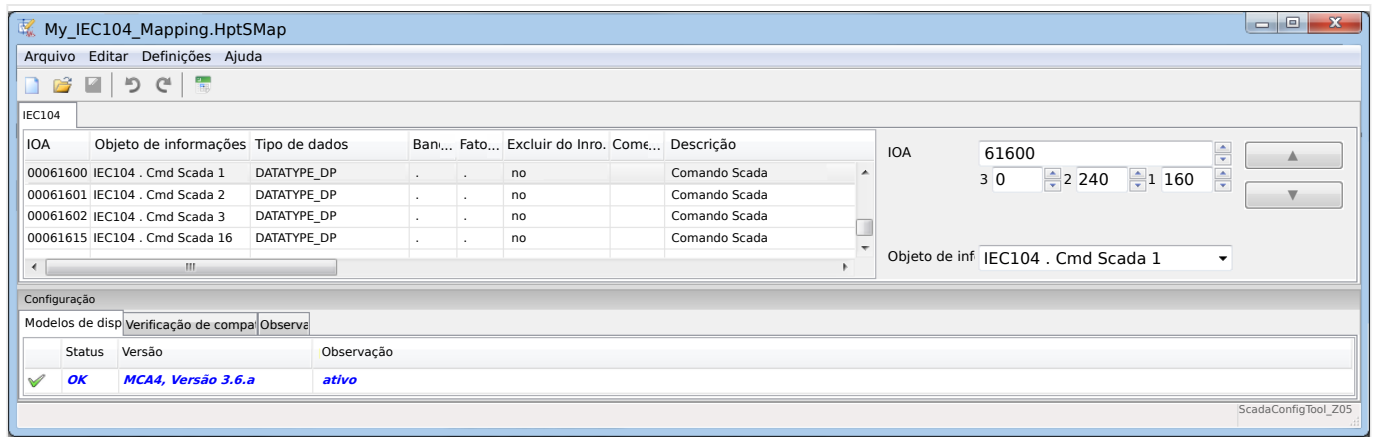 My_IEC104_Mapping.HptSMap
Arquivo Editar Definições Ajuda
IEC104
IOA Objeto de informações Tipo de dados Ban... Fato... Excluir do Inro. Come... Descrição
00061600 IEC104 . Cmd Scada 1 DATATYPE_DP . . no Comando Scada
00061601 IEC104 . Cmd Scada 2 DATATYPE_DP . . no Comando Scada
00061602 IEC104 . Cmd Scada 3 DATATYPE_DP . . no Comando Scada
00061615 IEC104 . Cmd Scada 16 DATATYPE_DP . . no Comando Scada
IOA 61600
3 0 2 240 1 160
Objeto de inf IEC104 . Cmd Scada 1
Configuração
Modelos de disp Verificação de compa Observa
Status Versão Observação
OK MCA4, Versão 3.6.a ativo
ScadaConfigTool_Z05